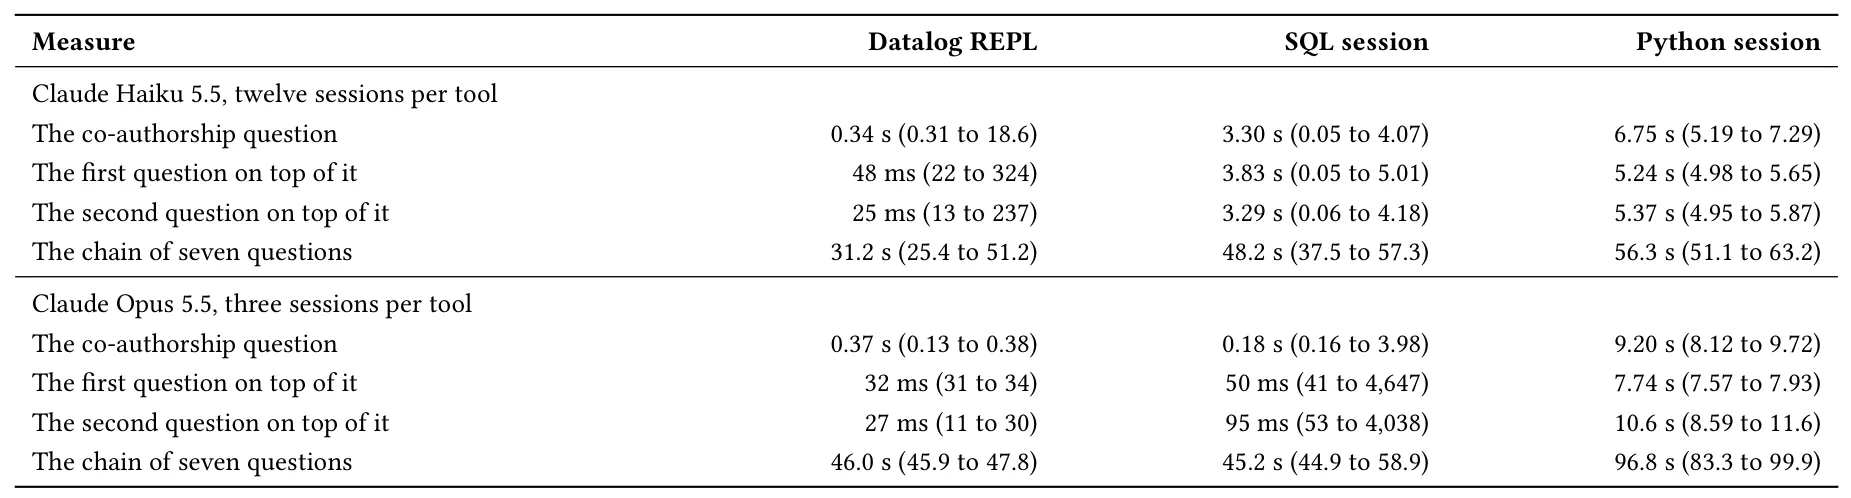 Measure Datalog REPL SQL session Python session
Claude Haiku 5.5, twelve sessions per tool
The co-authorship question 0.34 s (0.31 to 18.6) 3.30 s (0.05 to 4.07) 6.75 s (5.19 to 7.29)
The first question on top of it 48 ms (22 to 324) 3.83 s (0.05 to 5.01) 5.24 s (4.98 to 5.65)
The second question on top of it 25 ms (13 to 237) 3.29 s (0.06 to 4.18) 5.37 s (4.95 to 5.87)
The chain of seven questions 31.2 s (25.4 to 51.2) 48.2 s (37.5 to 57.3) 56.3 s (51.1 to 63.2)
Claude Opus 5.5, three sessions per tool
The co-authorship question 0.37 s (0.13 to 0.38) 0.18 s (0.16 to 3.98) 9.20 s (8.12 to 9.72)
The first question on top of it 32 ms (31 to 34) 50 ms (41 to 4,647) 7.74 s (7.57 to 7.93)
The second question on top of it 27 ms (11 to 30) 95 ms (53 to 4,038) 10.6 s (8.59 to 11.6)
The chain of seven questions 46.0 s (45.9 to 47.8) 45.2 s (44.9 to 58.9) 96.8 s (83.3 to 99.9)